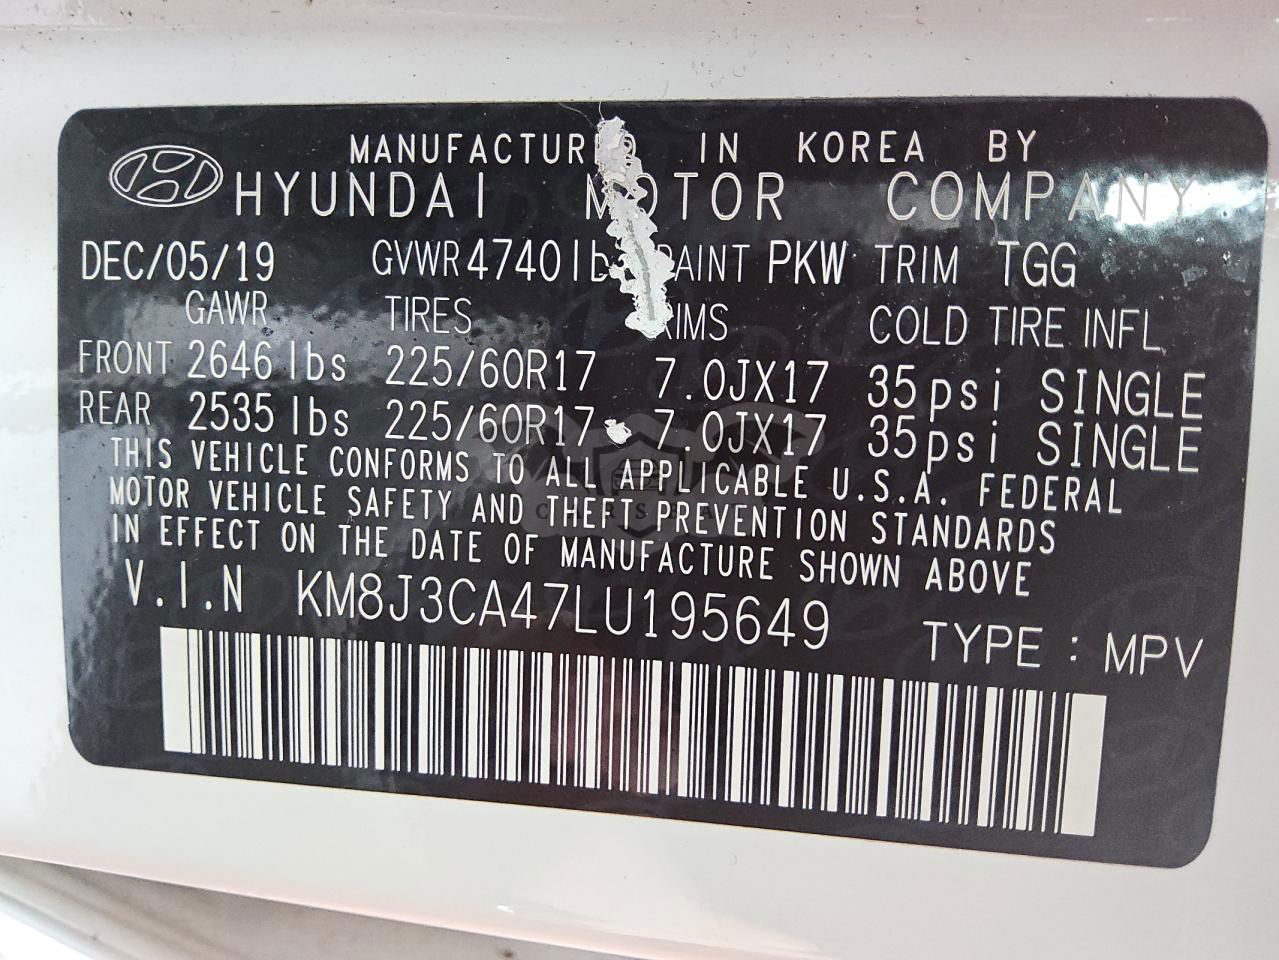 MANUFACTURED IN KOREA BY
HYUNDAI MOTOR COMPANY
DEC/05/19 GVWR 4740lbs PAINT PKW TRIM TGG
GAWR TIRES RIMS COLD TIRE INFL
FRONT 2646lbs 225/60R17 7.0JX17 35psi SINGLE
REAR 2535lbs 225/60R17 7.0JX17 35psi SINGLE
THIS VEHICLE CONFORMS TO ALL APPLICABLE U.S.A. FEDERAL
MOTOR VEHICLE SAFETY AND THEFT PREVENTION STANDARDS
IN EFFECT ON THE DATE OF MANUFACTURE SHOWN ABOVE
V.I.N KM8J3CA47LU195649
TYPE : MPV